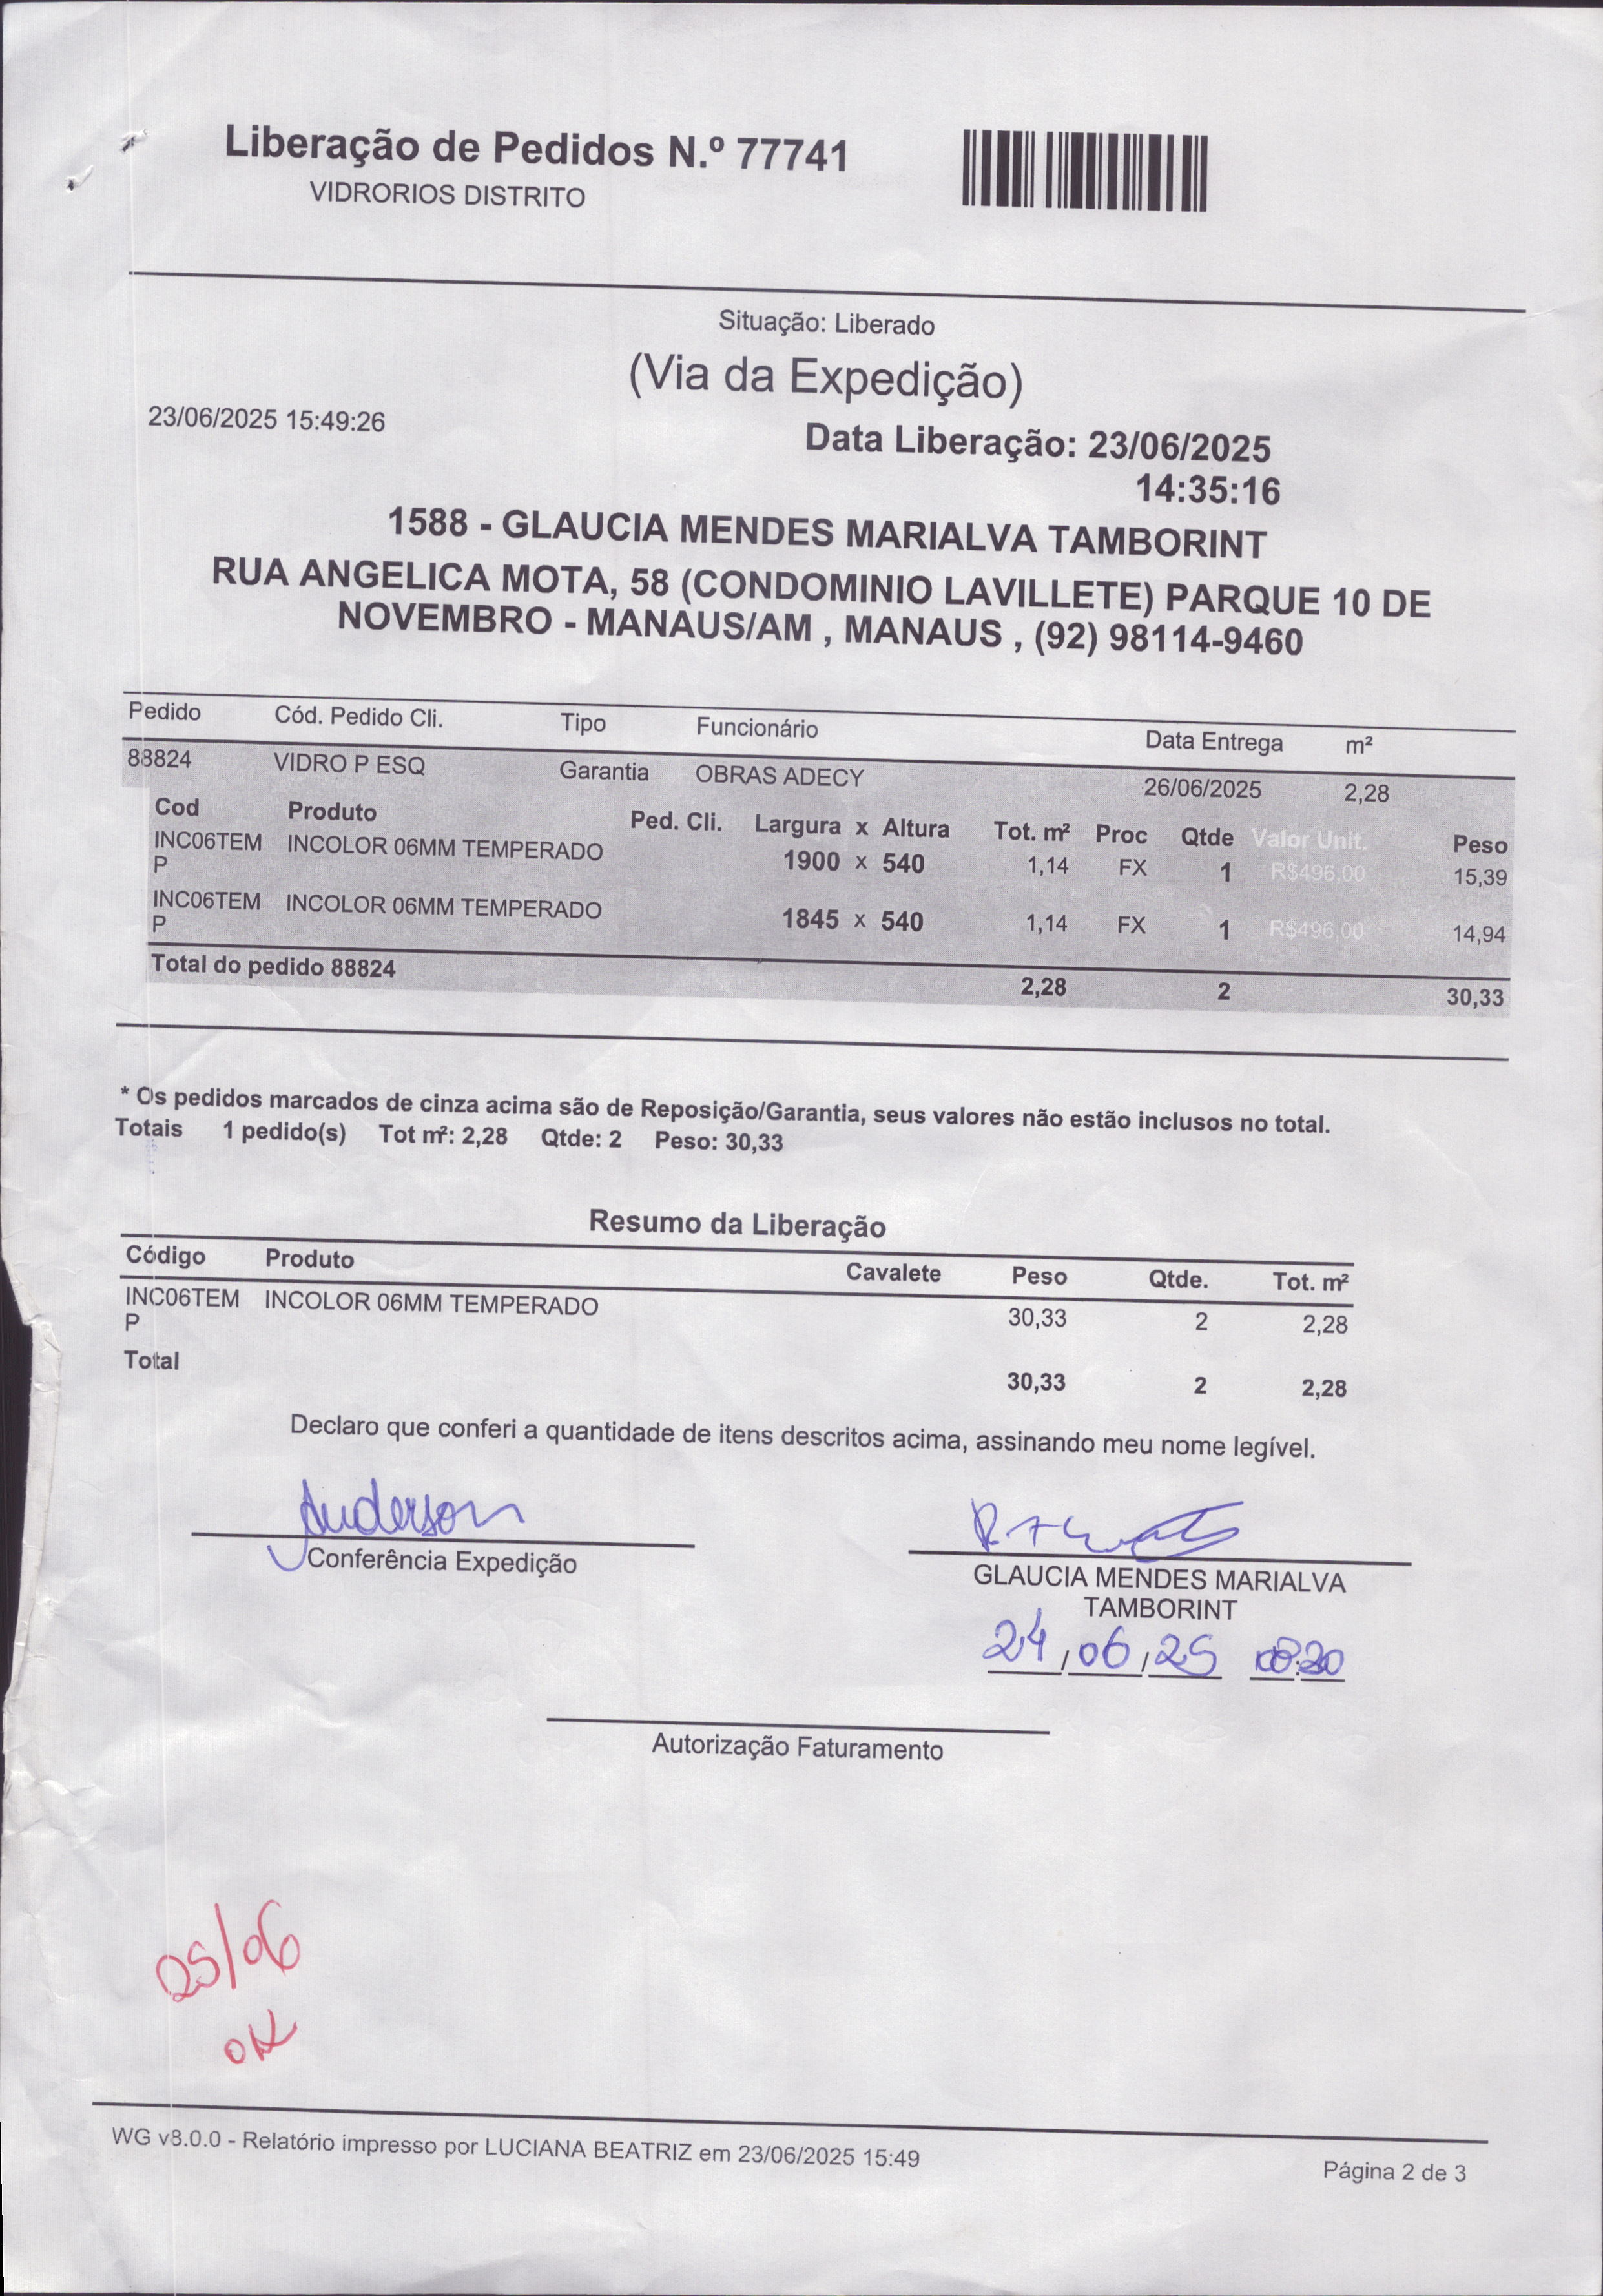 Liberação de Pedidos N.º 77741
VIDRORIOS DISTRITO
Situação: Liberado
(Via da Expedição)
23/06/2025 15:49:26
Data Liberação: 23/06/2025
14:35:16
1588 - GLAUCIA MENDES MARIALVA TAMBORINT
RUA ANGELICA MOTA, 58 (CONDOMINIO LAVILLETE) PARQUE 10 DE
NOVEMBRO - MANAUS/AM , MANAUS , (92) 98114-9460
Pedido Cód. Pedido Cli. Tipo Funcionário Data Entrega m²
88824 VIDRO P ESQ Garantia OBRAS ADECY 26/06/2025 2,28
Cod Produto Ped. Cli. Largura x Altura Tot. m² Proc Qtde Valor Unit. Peso
INC06TEM INCOLOR 06MM TEMPERADO 1900 x 540 1,14 FX 1 R$496,00 15,39
P
INC06TEM INCOLOR 06MM TEMPERADO 1845 x 540 1,14 FX 1 R$496,00 14,94
P
Total do pedido 88824 2,28 2 30,33
* Os pedidos marcados de cinza acima são de Reposição/Garantia, seus valores não estão inclusos no total.
Totais 1 pedido(s) Tot m²: 2,28 Qtde: 2 Peso: 30,33
Resumo da Liberação
Código Produto Cavalete Peso Qtde. Tot. m²
INC06TEM INCOLOR 06MM TEMPERADO 30,33 2 2,28
P
Total 30,33 2 2,28
Declaro que conferi a quantidade de itens descritos acima, assinando meu nome legível.
Anderson
Conferência Expedição
GLAUCIA MENDES MARIALVA
TAMBORINT
24/06/25 08:20
Autorização Faturamento
25/06
OK
WG v8.0.0 - Relatório impresso por LUCIANA BEATRIZ em 23/06/2025 15:49
Página 2 de 3